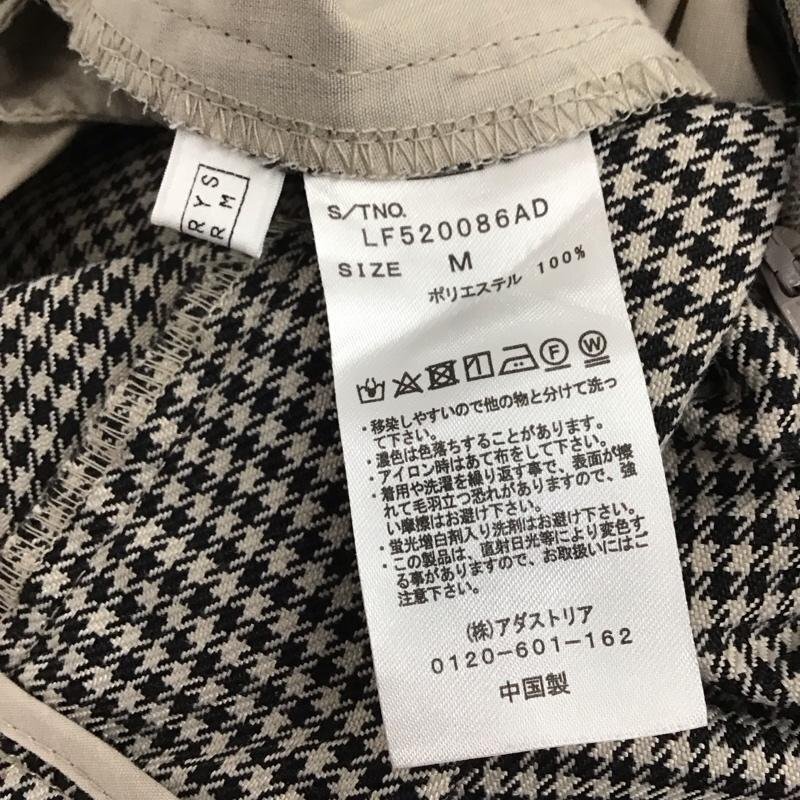 RYS
RM
S/TNO.
LF520086AD
SIZE M
ポリエステル 100%
F W
・移染しやすいので他の物と分けて洗っ
て下さい。
・濃色は色落ちすることがあります。
・アイロン時はあて布をして下さい。
・着用や洗濯を繰り返す事で、表面が擦
れて毛羽立つ恐れがありますので、強
い摩擦はお避け下さい。
・蛍光増白剤入り洗剤はお避け下さい。
・この製品は、直射日光等により変色す
る事がありますので、お取扱いにはご
注意下さい。
(株)アダストリア
0120-601-162
中国製